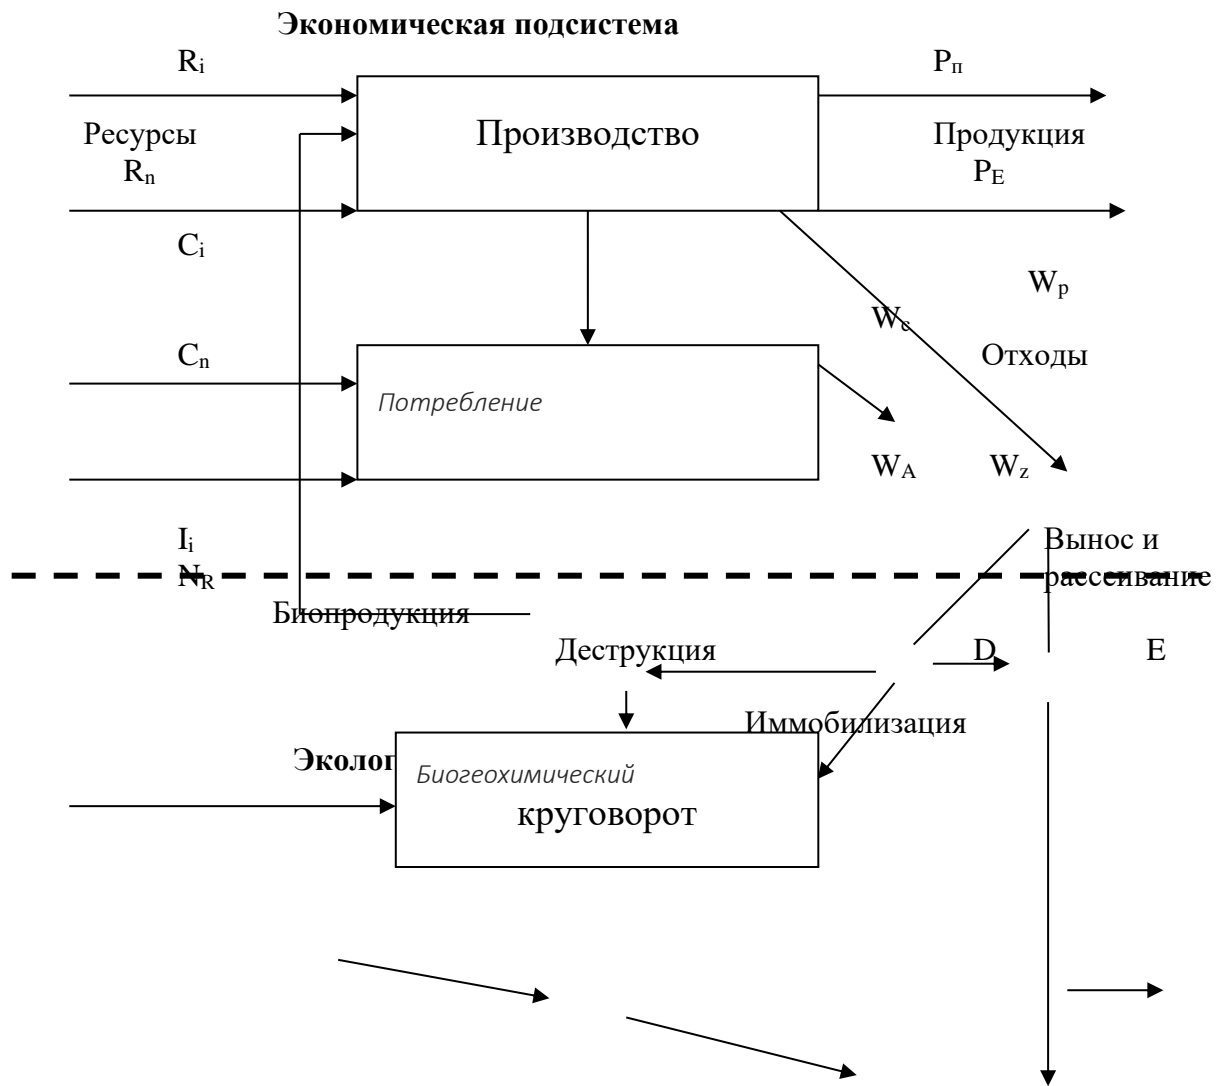 Экономическая подсистема
Ri Pп
Ресурсы Производство Продукция
Rn PE
Ci
Wp
Wc
Cn Отходы
Потребление
WA Wz
Ii Вынос и
NR рассеивание
Биопродукция
Деструкция D E
Иммобилизация
Эколог
Биогеохимический
круговорот